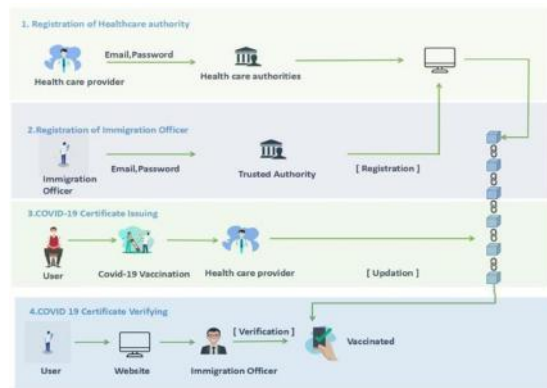 1. Registration of Healthcare authority
Email,Password
Health care provider
Health care authorities
2.Registration of Immigration Officer
Immigration
Officer
Email,Password
Trusted Authority
[ Registration ]
3.COVID-19 Certificate Issuing
User
Covid-19 Vaccination
Health care provider
[ Updation ]
4.COVID 19 Certificate Verifying
[ Verification ]
Vaccinated
User
Website
Immigration Officer